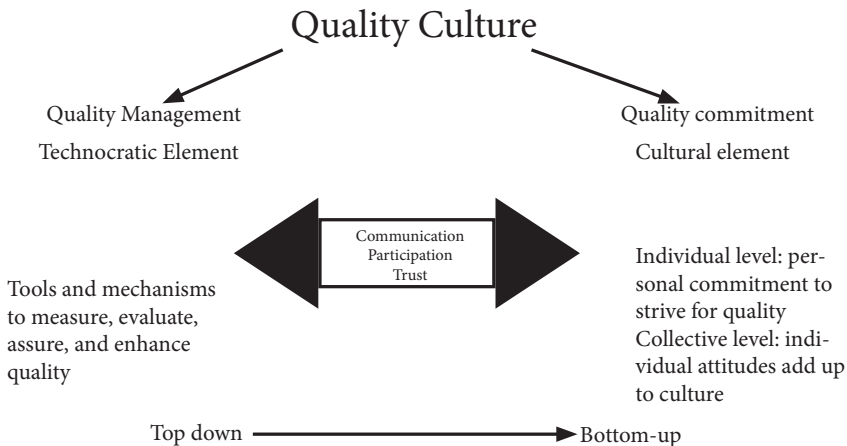 Quality Culture
Quality Management
Technocratic Element
Quality commitment
Cultural element
Communication
Participation
Trust
Tools and mechanisms
to measure, evaluate,
assure, and enhance
quality
Individual level: per-
sonal commitment to
strive for quality
Collective level: indi-
vidual attitudes add up
to culture
Top down
Bottom-up